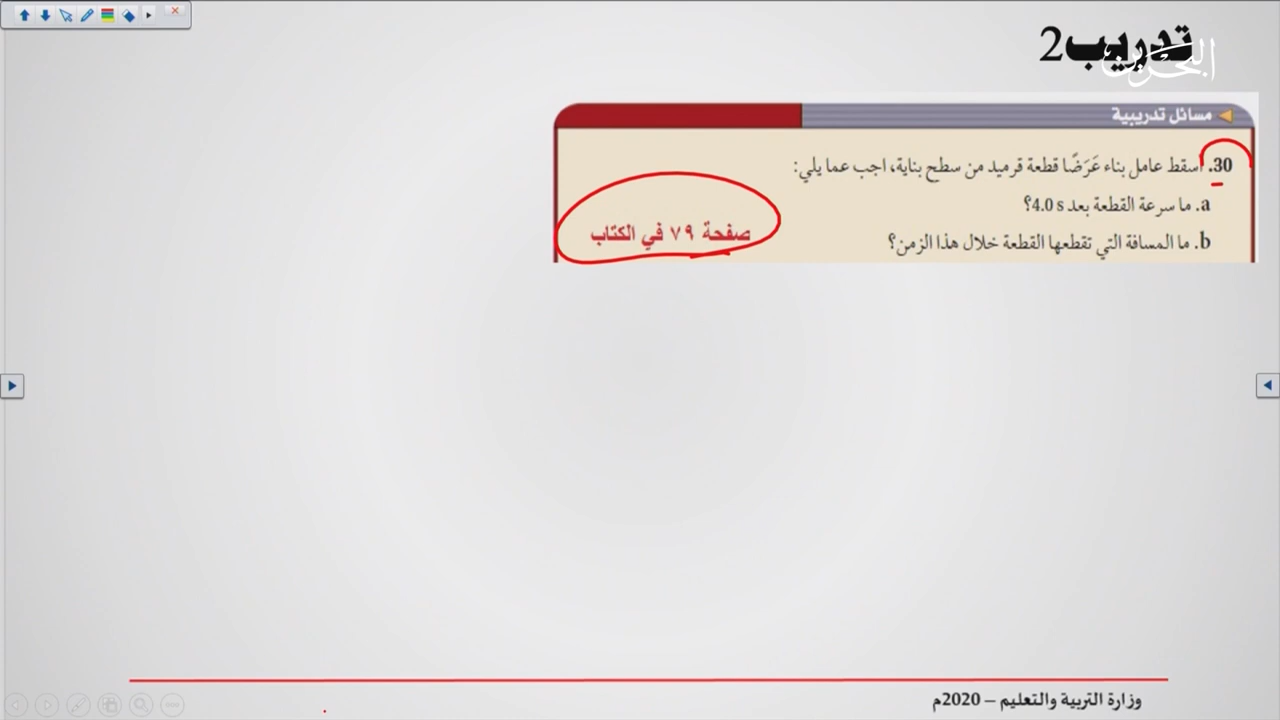 تدريب2
البحرين
مسائل تدريبية
30. أسقط عامل بناء عَرَضًا قطعة قرميد من سطح بناية، اجب عما يلي:
a. ما سرعة القطعة بعد 4.0 s؟
b. ما المسافة التي تقطعها القطعة خلال هذا الزمن؟
صفحة ٧٩ في الكتاب
وزارة التربية والتعليم – 2020م